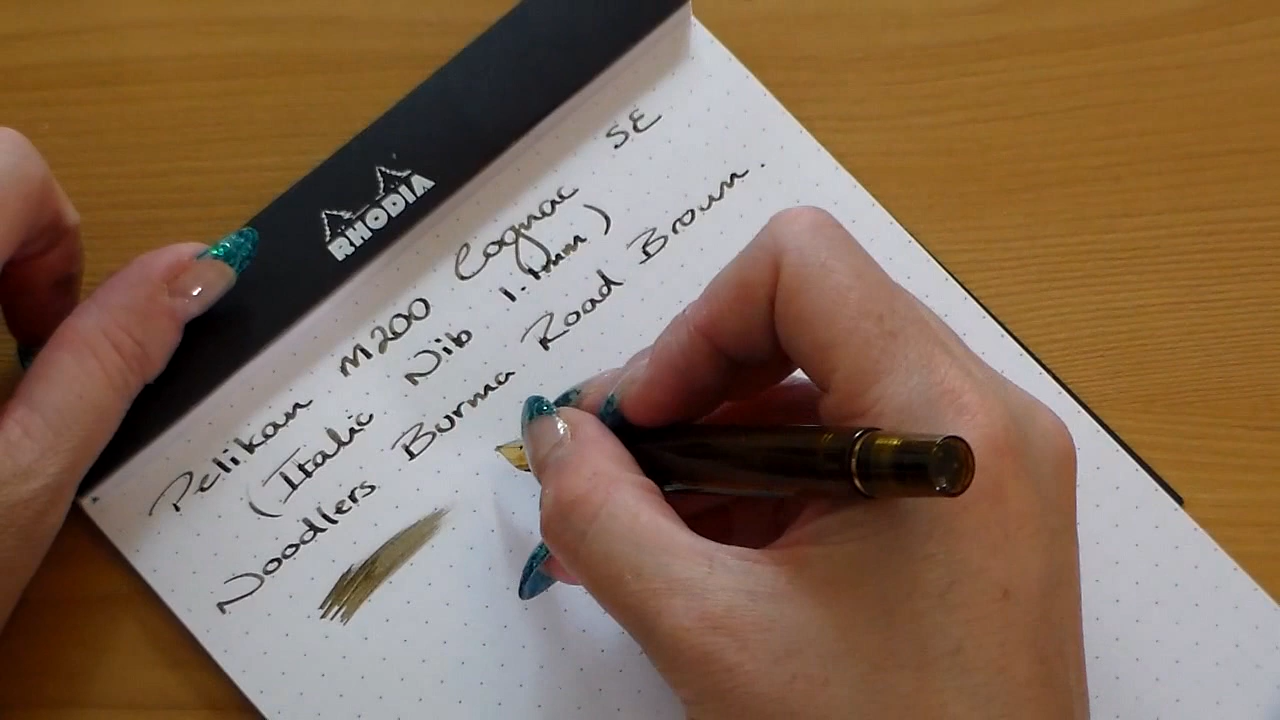 RHODIA
Pelikan M200 Cognac SE
(Italic Nib 1.1mm)
Noodlers Burma Road Brown.